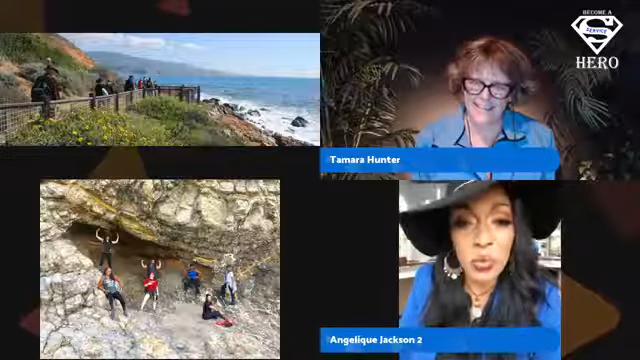 BECOME A
SERVICE
HERO
Tamara Hunter
Angelique Jackson 2